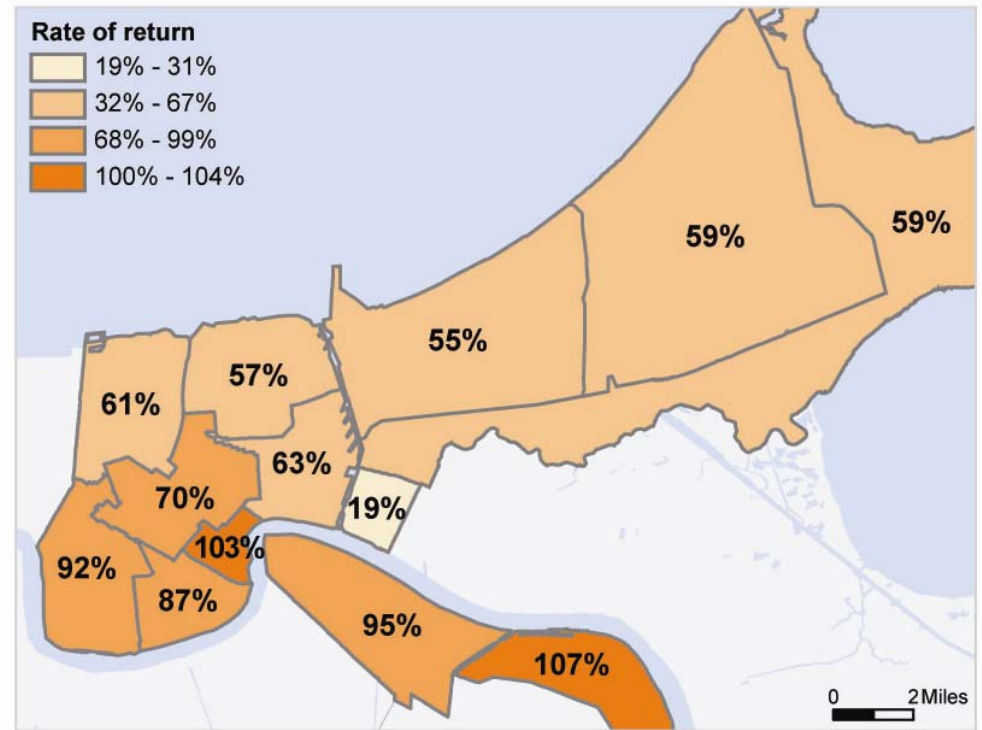 Rate of return
19% - 31%
32% - 67%
68% - 99%
100% - 104%
59%
59%
55%
57%
61%
63%
70%
19%
103%
92%
87%
95%
107%
0 2 Miles